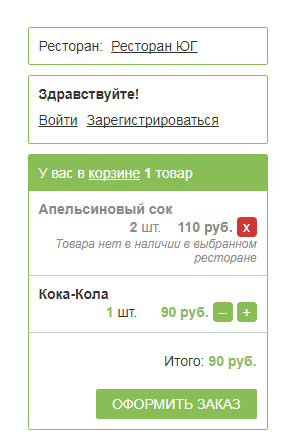 Ресторан: Ресторан ЮГ
Здравствуйте!
Войти Зарегистрироваться
У вас в корзине 1 товар
Апельсиновый сок
2 шт. 110 руб. x
Товара нет в наличии в выбранном
ресторане
Кока-Кола
1 шт. 90 руб. – +
Итого: 90 руб.
ОФОРМИТЬ ЗАКАЗ